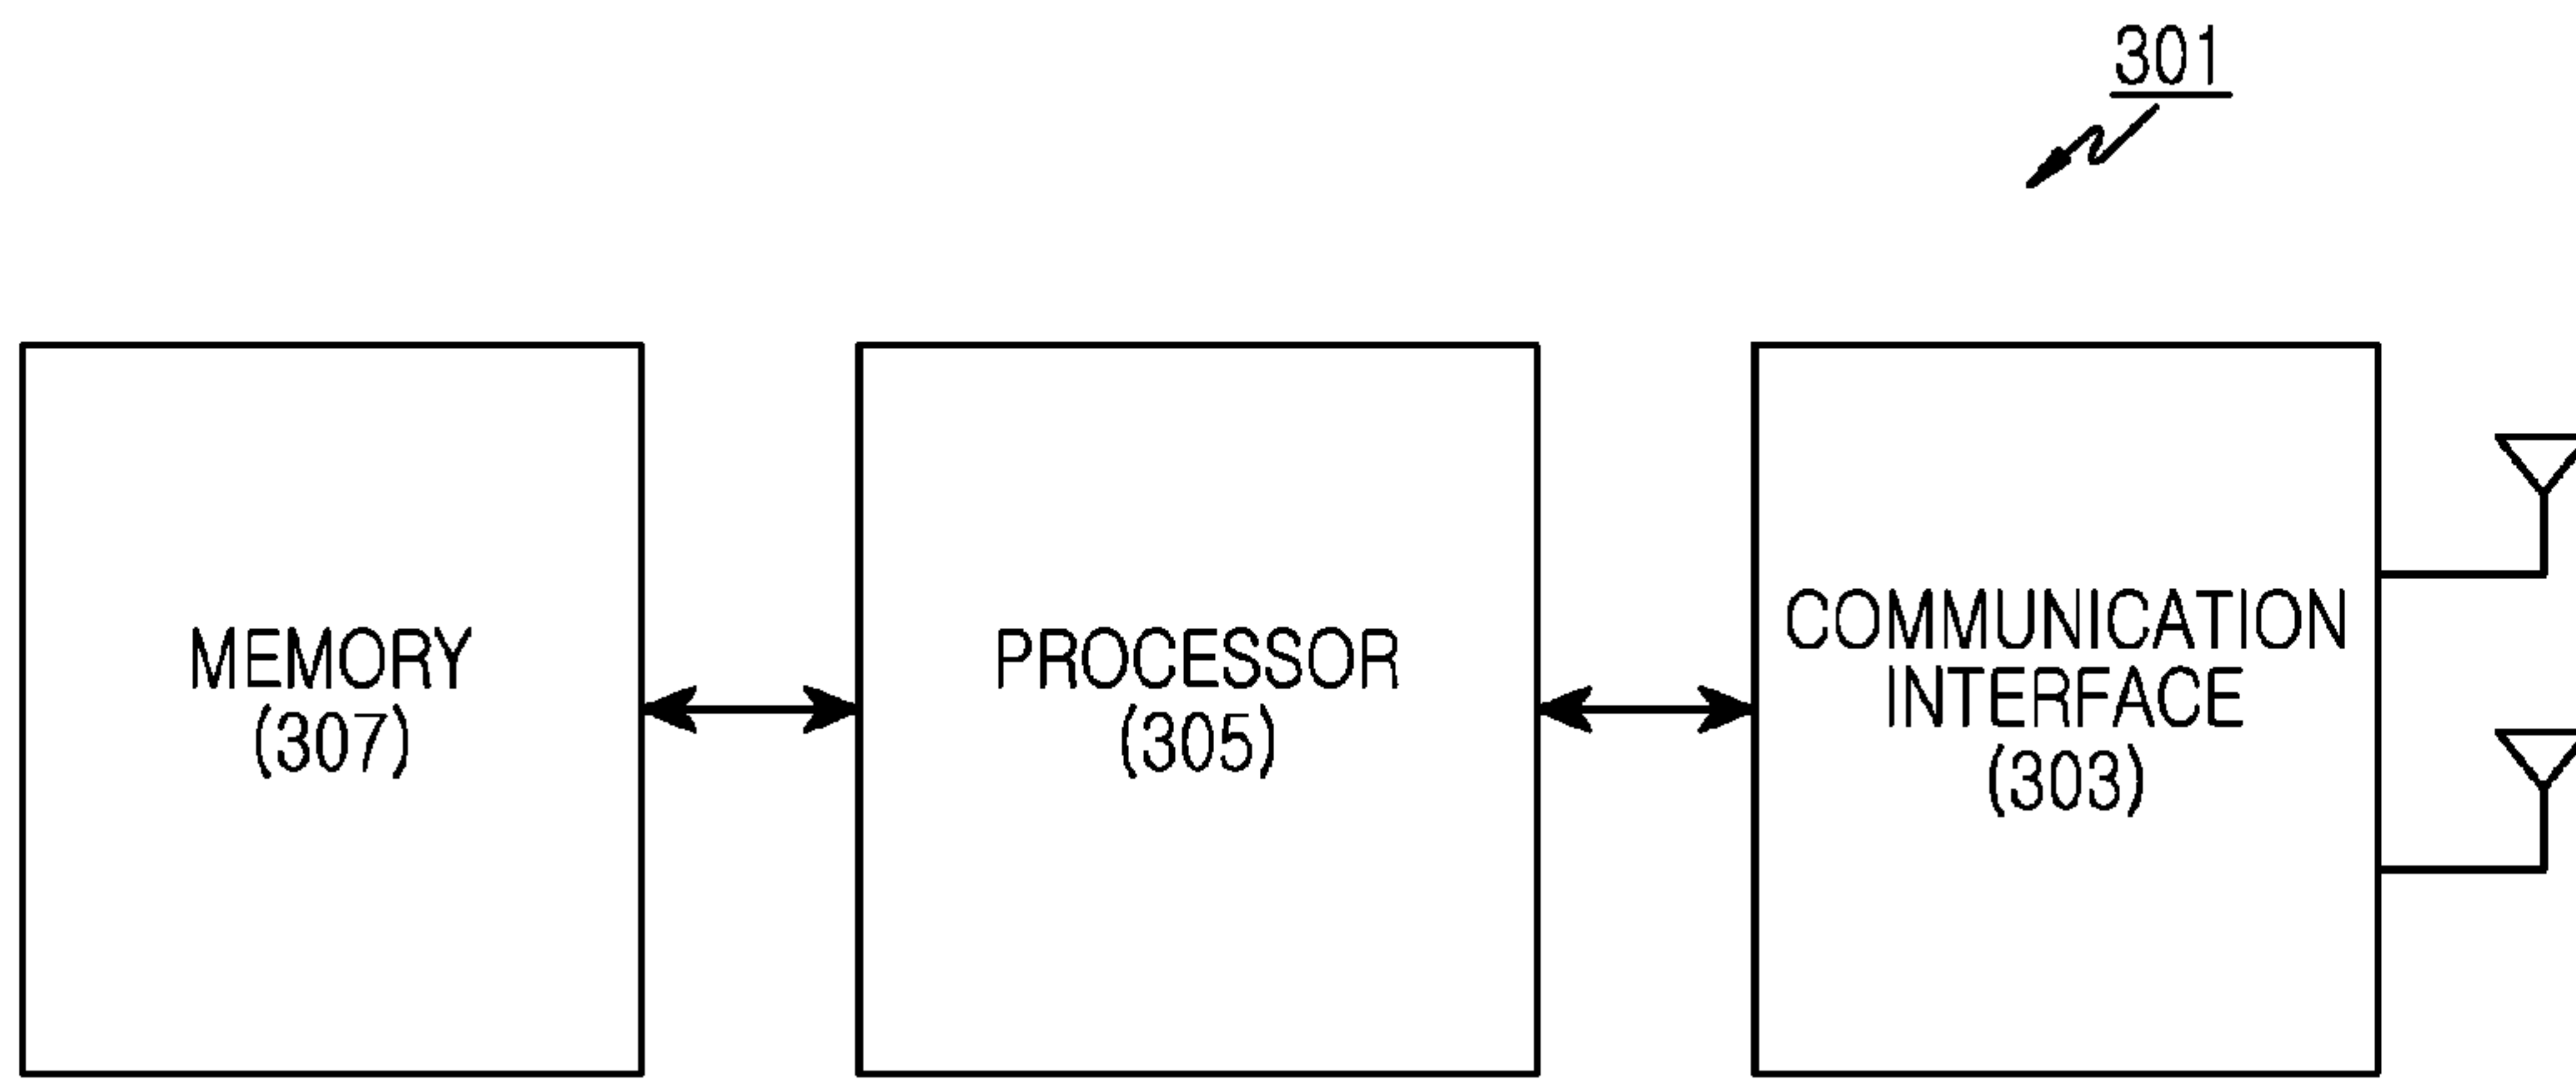 301
MEMORY
(307)
PROCESSOR
(305)
COMMUNICATION
INTERFACE
(303)